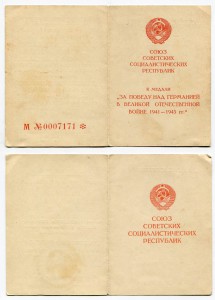 М №0007171 *
СОЮЗ
СОВЕТСКИХ
СОЦИАЛИСТИЧЕСКИХ
РЕСПУБЛИК
К МЕДАЛИ
"ЗА ПОБЕДУ НАД ГЕРМАНИЕЙ
В ВЕЛИКОЙ ОТЕЧЕСТВЕННОЙ
ВОЙНЕ 1941—1945 гг."
СОЮЗ
СОВЕТСКИХ
СОЦИАЛИСТИЧЕСКИХ
РЕСПУБЛИК